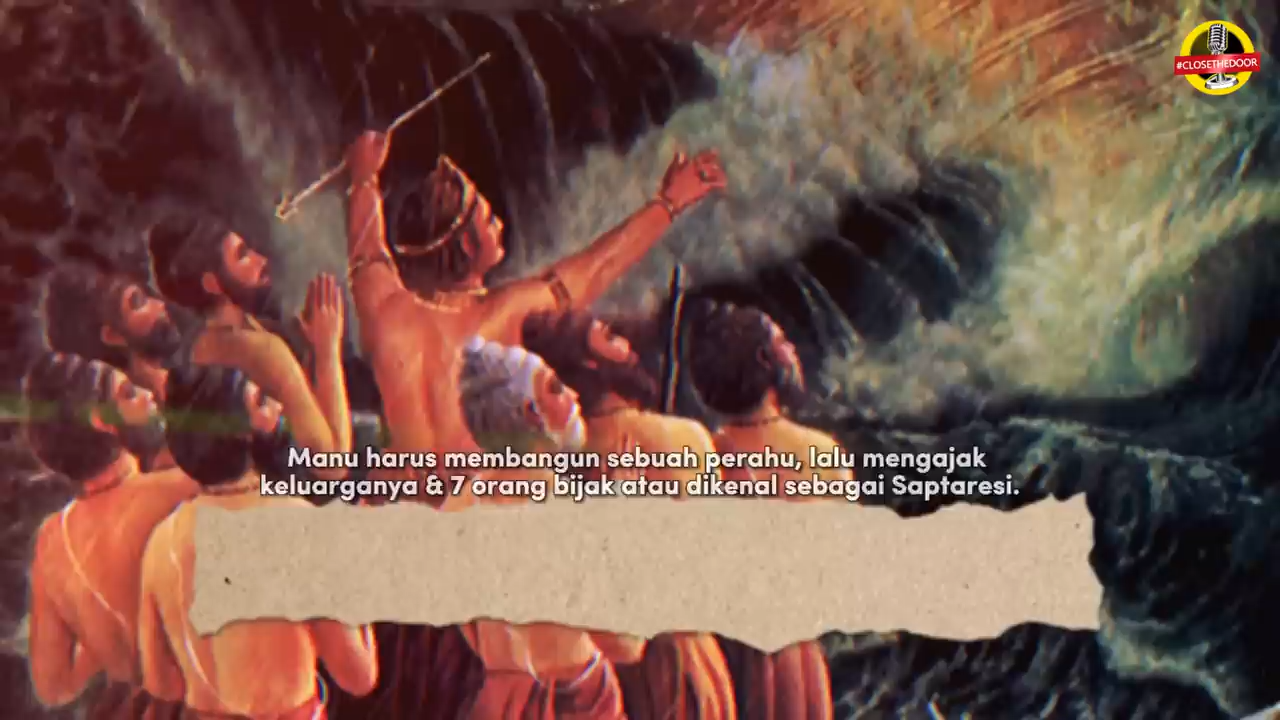 #CLOSETHEDOOR
Manu harus membangun sebuah perahu, lalu mengajak
keluarganya & 7 orang bijak atau dikenal sebagai Saptaresi.